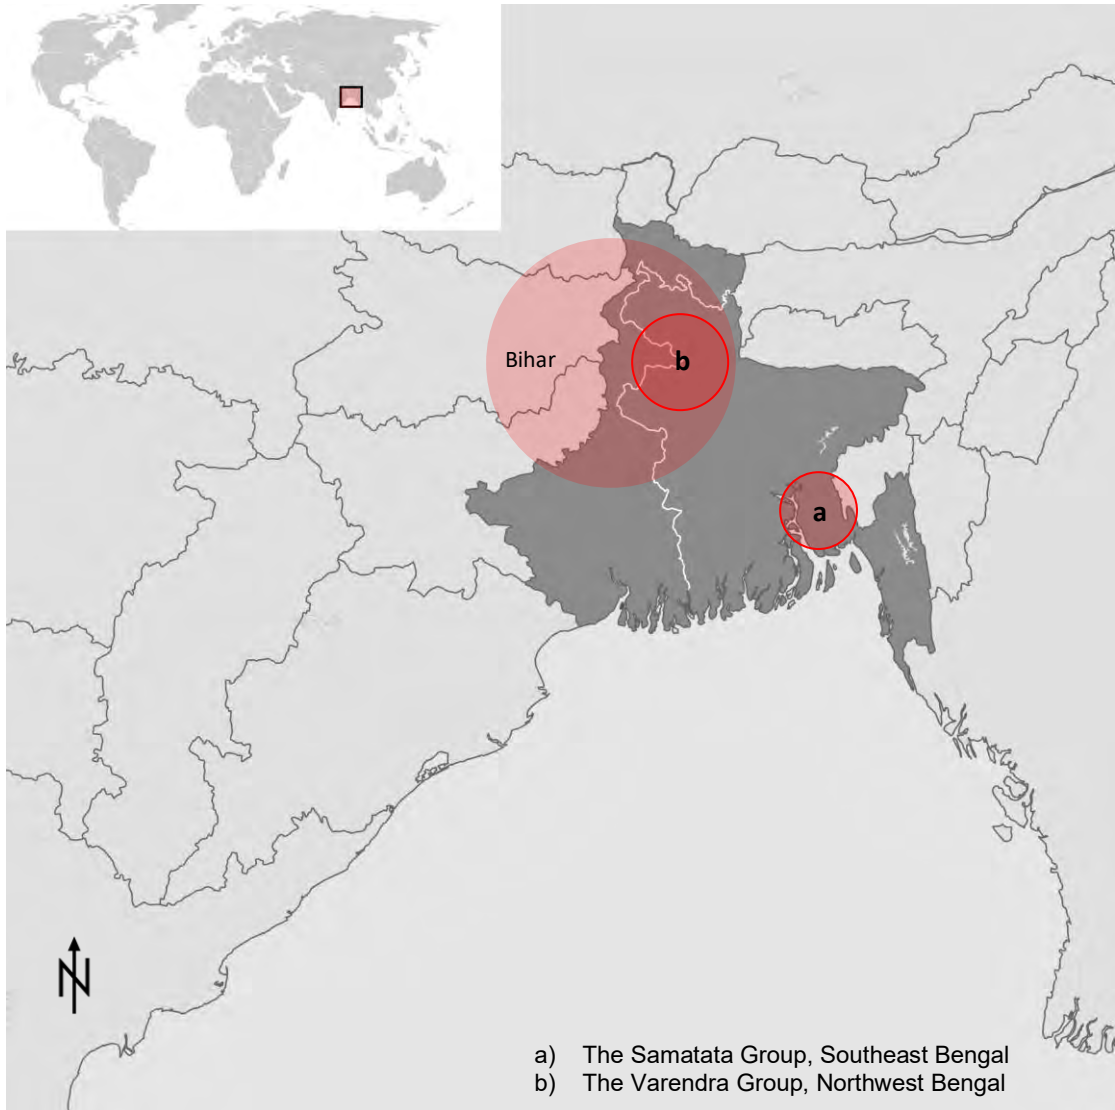 Bihar
b
a
N
a) The Samatata Group, Southeast Bengal
b) The Varendra Group, Northwest Bengal